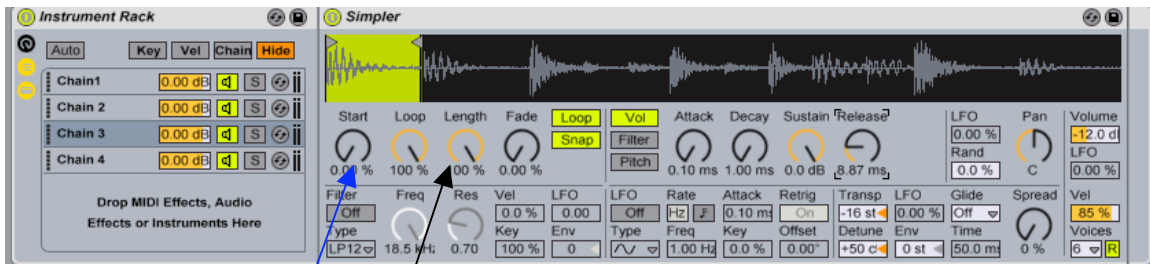 Instrument Rack
Auto Key Vel Chain Hide
Chain1 0.00 dB S
Chain 2 0.00 dB S
Chain 3 0.00 dB S
Chain 4 0.00 dB S
Drop MIDI Effects, Audio
Effects or Instruments Here
Simpler
Start Loop Length Fade Loop Vol Attack Decay Sustain Release LFO Pan Volume
Snap Filter 0.00 % -12.0 dB
Pitch Rand LFO
0.00 % 100 % 100 % 0.00 % 0.10 ms 1.00 ms 0.0 dB 8.87 ms 0.0 % C 0.00 %
Filter Freq Res Vel LFO LFO Rate Attack Retrig Transp LFO Glide Spread Vel
Off 0.0 % 0.00 Off Hz 0.10 ms On -16 st 0.00 % Off 85 %
Type Key Env Type Freq Key Offset Detune Env Time Voices
LP12 18.5 kHz 0.70 100 % 0 1.00 Hz 0.0 % 0.00° +50 c 0 st 50.0 ms 0 % 6 R